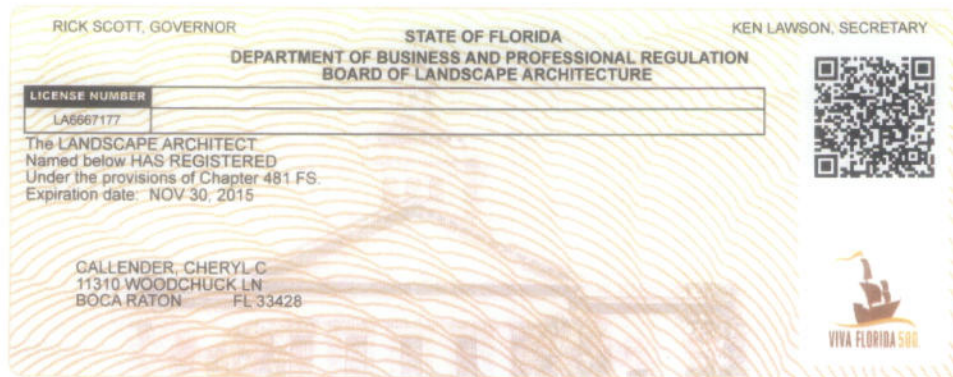 RICK SCOTT, GOVERNOR
KEN LAWSON, SECRETARY
STATE OF FLORIDA
DEPARTMENT OF BUSINESS AND PROFESSIONAL REGULATION
BOARD OF LANDSCAPE ARCHITECTURE
LICENSE NUMBER
LA6667177
The LANDSCAPE ARCHITECT
Named below HAS REGISTERED
Under the provisions of Chapter 481 FS.
Expiration date: NOV 30, 2015
CALLENDER, CHERYL C
11310 WOODCHUCK LN
BOCA RATON FL 33428
VIVA FLORIDA 500